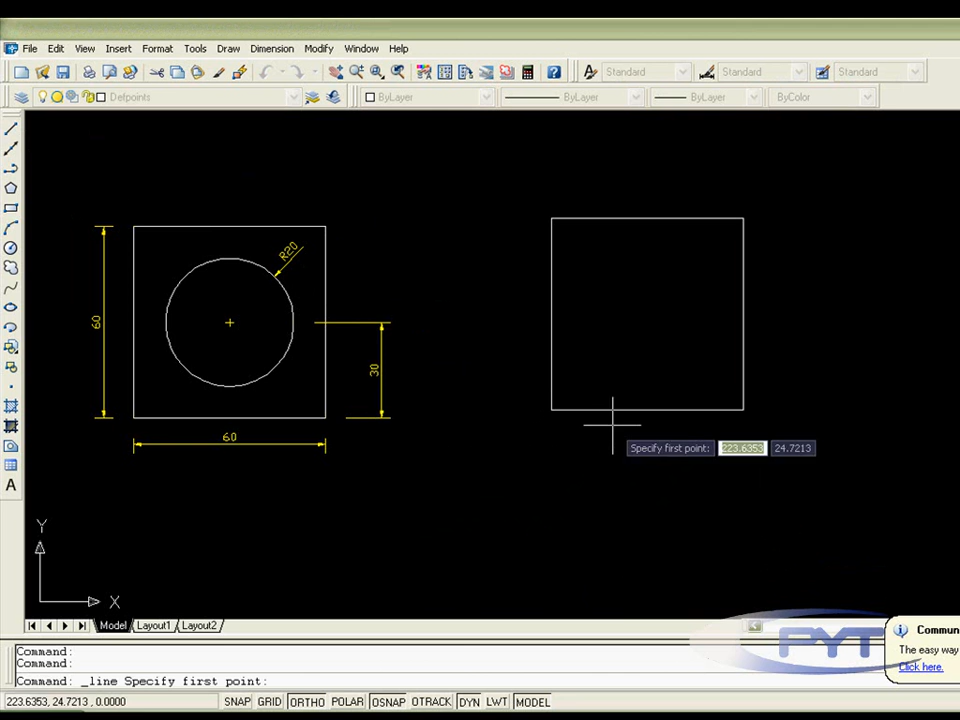 File Edit View Insert Format Tools Draw Dimension Modify Window Help
Standard Standard Standard
Defpoints ByLayer ByLayer ByLayer ByColor
R20
60
30
60
Specify first point: 223.6353 24.7213
Y
X
A
Model Layout1 Layout2
PYT
Commun
The easy way
Click here.
Command:
Command:
Command: _line Specify first point:
223.6353, 24.7213 , 0.0000 SNAP GRID ORTHO POLAR OSNAP OTRACK DYN LWT MODEL